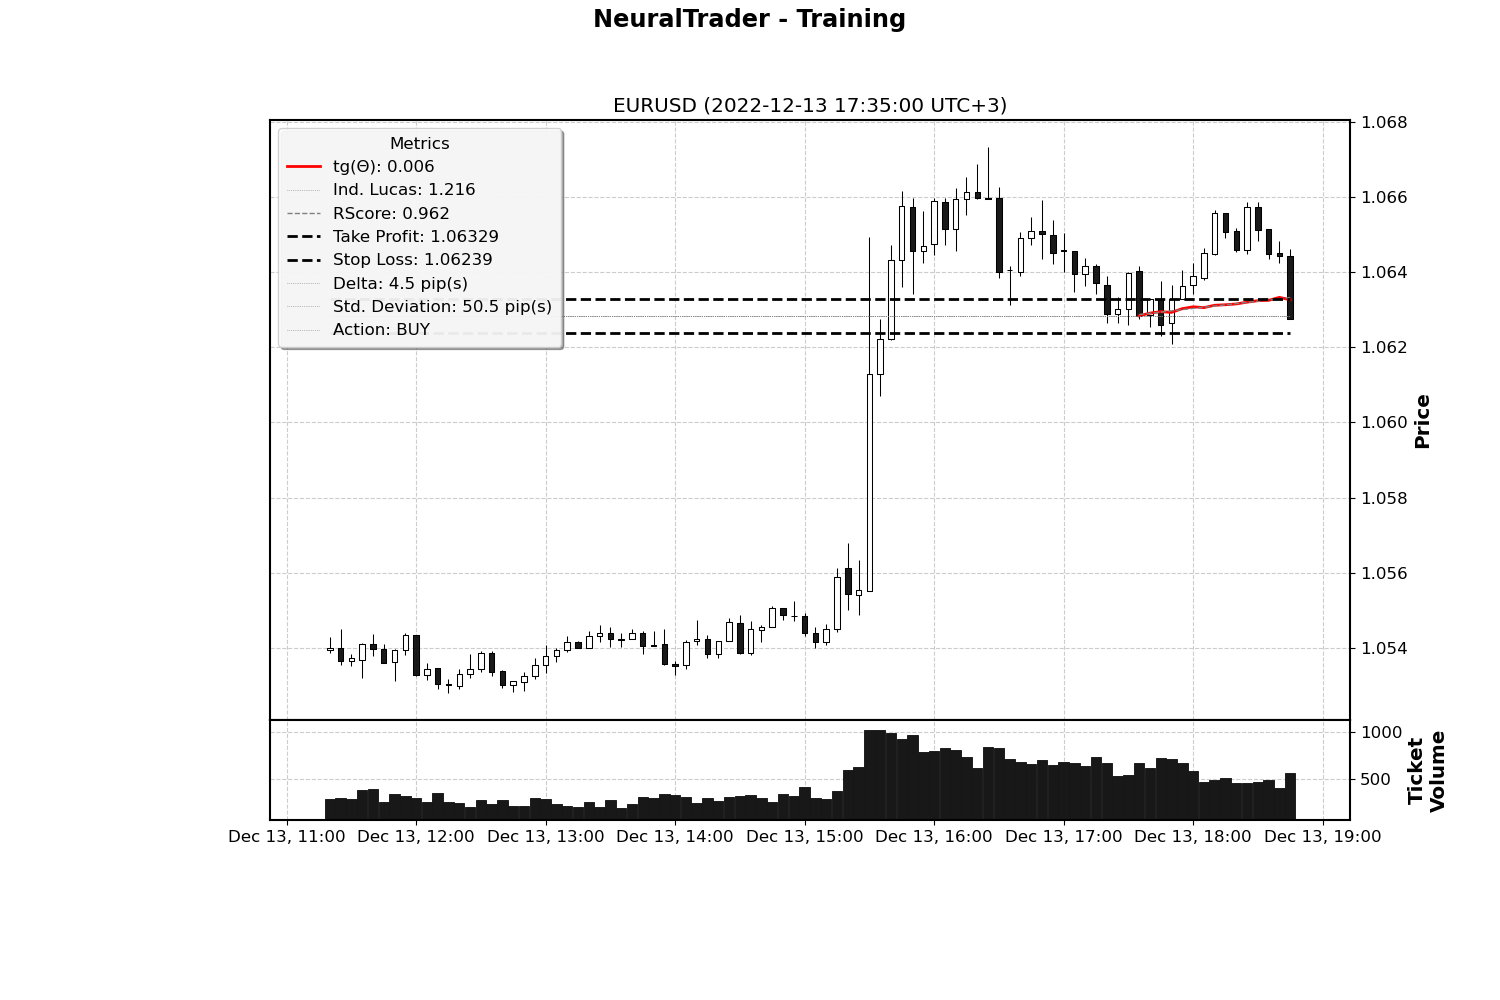 NeuralTrader - Training
EURUSD (2022-12-13 17:35:00 UTC+3)
Metrics
tg(Θ): 0.006
Ind. Lucas: 1.216
RScore: 0.962
Take Profit: 1.06329
Stop Loss: 1.06239
Delta: 4.5 pip(s)
Std. Deviation: 50.5 pip(s)
Action: BUY
1.068
1.066
1.064
1.062
1.060
1.058
1.056
1.054
Price
1000
500
Ticket
Volume
Dec 13, 11:00
Dec 13, 12:00
Dec 13, 13:00
Dec 13, 14:00
Dec 13, 15:00
Dec 13, 16:00
Dec 13, 17:00
Dec 13, 18:00
Dec 13, 19:00